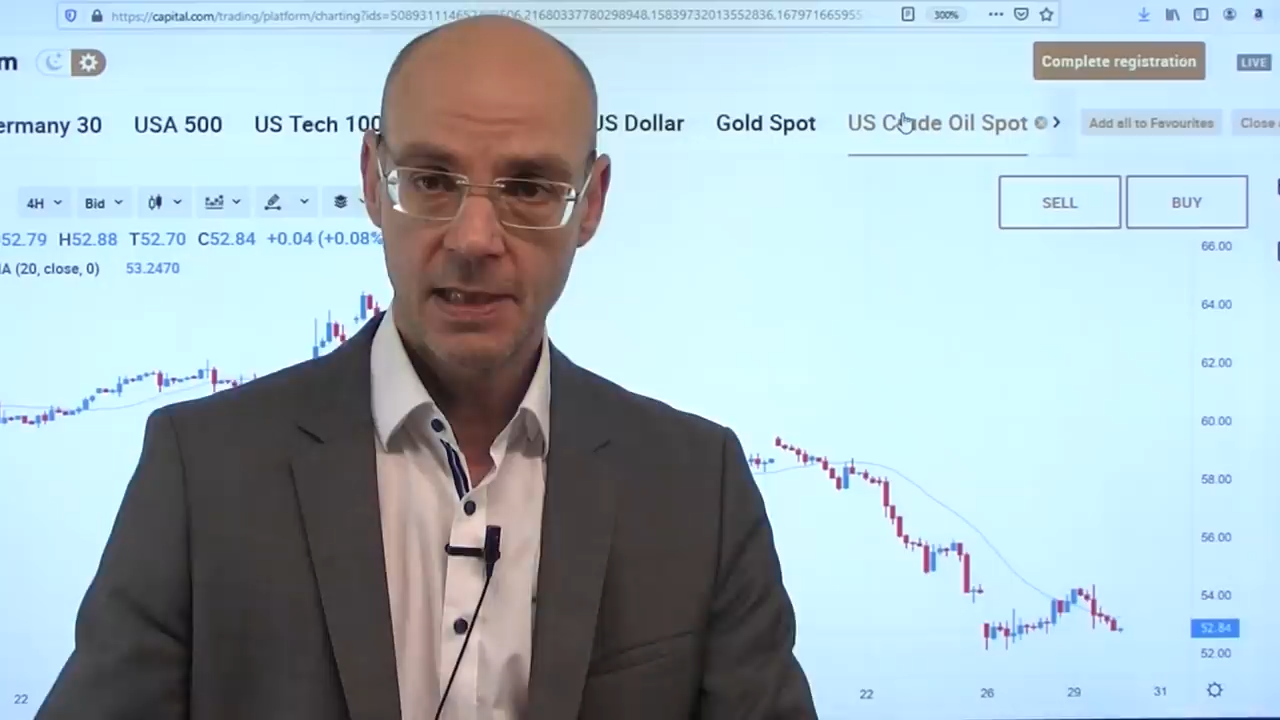 https://capital.com/trading/platform/charting?ids=
300%
m
Complete registration
LIVE
ermany 30 USA 500 US Tech 100 US Dollar Gold Spot US Crude Oil Spot
Add all to Favourites
Close
4H Bid
SELL BUY
O52.79 H52.88 T52.70 C52.84 +0.04 (+0.08%
A (20, close, 0) 53.2470
66.00
64.00
62.00
60.00
58.00
56.00
54.00
52.84
52.00
22 22 26 29 31